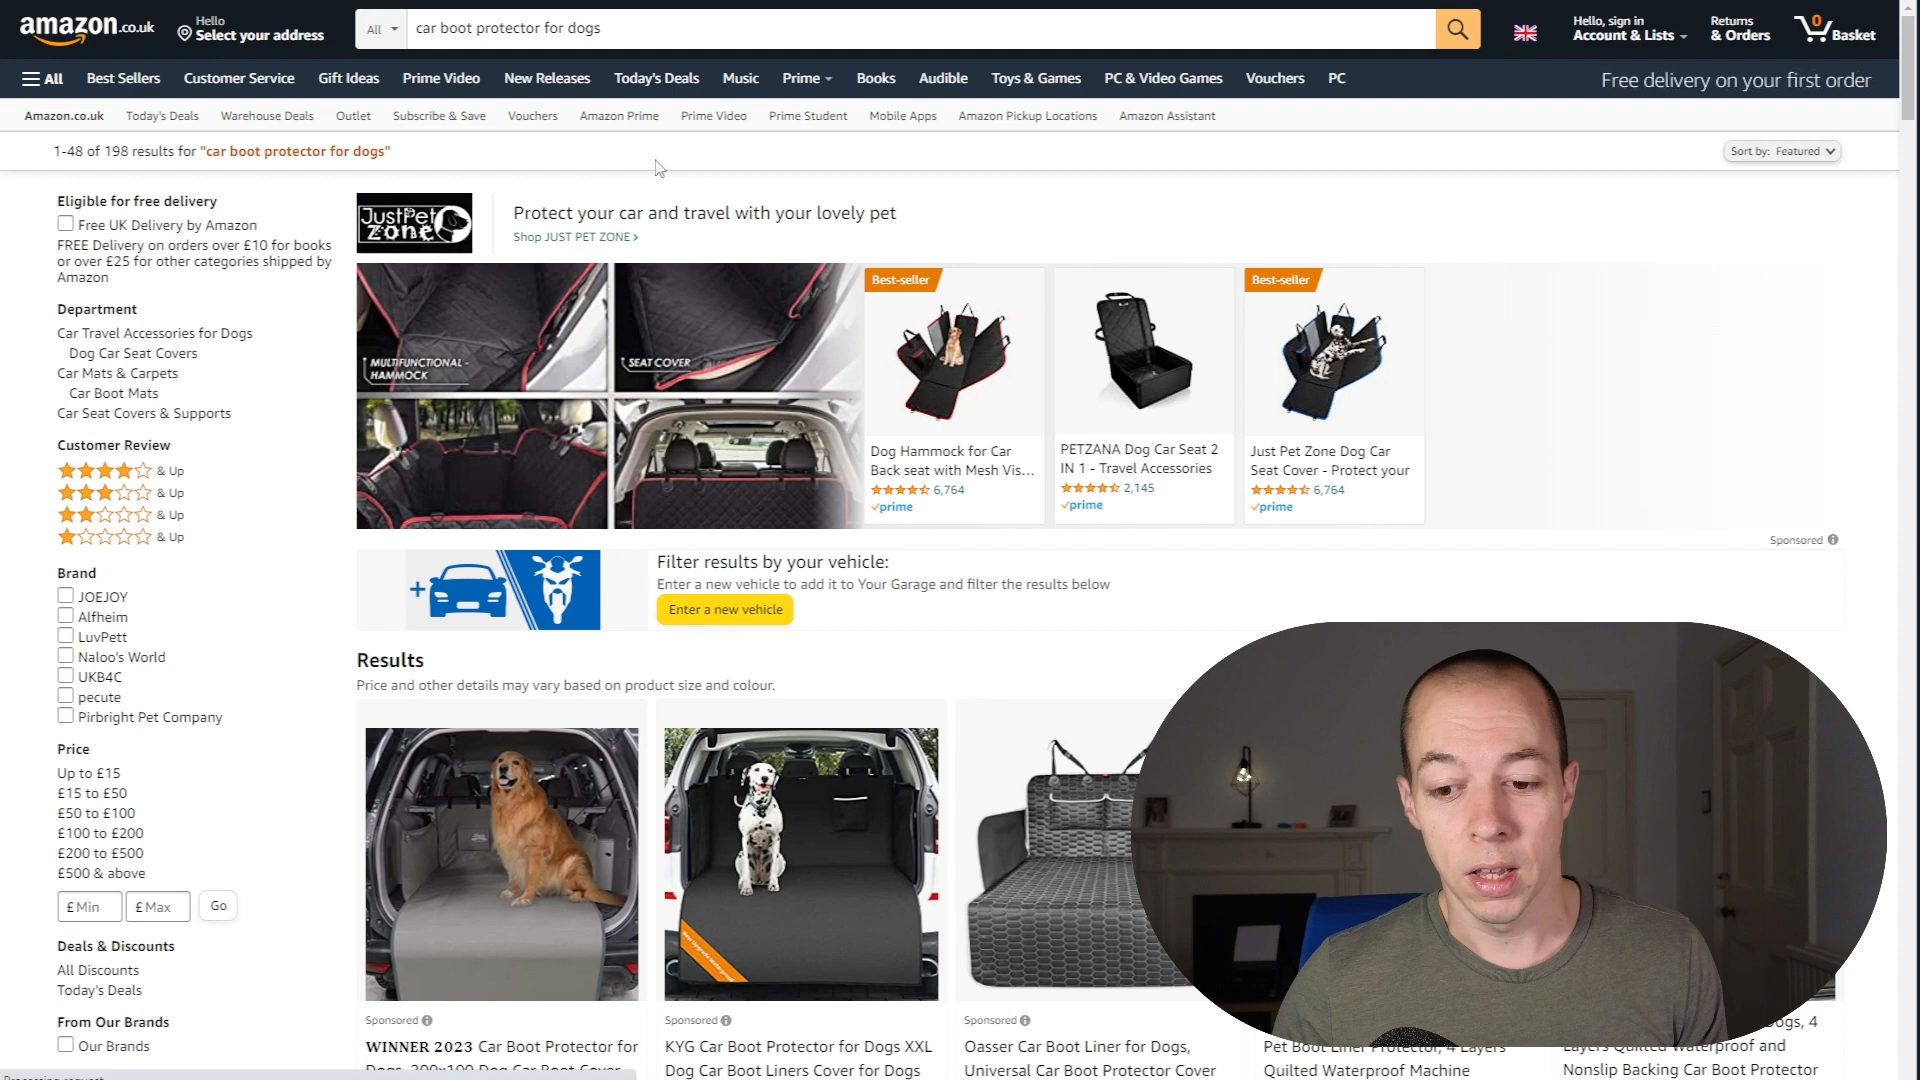 amazon.co.uk
Hello
Select your address
All
car boot protector for dogs
Hello, sign in
Account & Lists
Returns
& Orders
0
Basket
All
Best Sellers
Customer Service
Gift Ideas
Prime Video
New Releases
Today's Deals
Music
Prime
Books
Audible
Toys & Games
PC & Video Games
Vouchers
PC
Free delivery on your first order
Amazon.co.uk
Today's Deals
Warehouse Deals
Outlet
Subscribe & Save
Vouchers
Amazon Prime
Prime Video
Prime Student
Mobile Apps
Amazon Pickup Locations
Amazon Assistant
1-48 of 198 results for "car boot protector for dogs"
Sort by: Featured
Eligible for free delivery
Free UK Delivery by Amazon
FREE Delivery on orders over £10 for books
or over £25 for other categories shipped by
Amazon
Department
Car Travel Accessories for Dogs
Dog Car Seat Covers
Car Mats & Carpets
Car Boot Mats
Car Seat Covers & Supports
Customer Review
& Up
& Up
& Up
& Up
Brand
JOEJOY
Alfheim
LuvPett
Naloo's World
UKB4C
pecute
Pirbright Pet Company
Price
Up to £15
£15 to £50
£50 to £100
£100 to £200
£200 to £500
£500 & above
£ Min
£ Max
Go
Deals & Discounts
All Discounts
Today's Deals
From Our Brands
Our Brands
JustPet
zone
Protect your car and travel with your lovely pet
Shop JUST PET ZONE ›
MULTIFUNCTIONAL -
HAMMOCK
SEAT COVER
Best-seller
Dog Hammock for Car
Back seat with Mesh Vis...
6,764
prime
PETZANA Dog Car Seat 2
IN 1 - Travel Accessories
2,145
prime
Best-seller
Just Pet Zone Dog Car
Seat Cover - Protect your
6,764
prime
Sponsored
Filter results by your vehicle:
Enter a new vehicle to add it to Your Garage and filter the results below
Enter a new vehicle
Results
Price and other details may vary based on product size and colour.
Sponsored
WINNER 2023 Car Boot Protector for
Dogs, 200x100 Dog Car Boot Cover
Sponsored
KYG Car Boot Protector for Dogs XXL
Dog Car Boot Liners Cover for Dogs
Sponsored
Oasser Car Boot Liner for Dogs,
Universal Car Boot Protector Cover
Pet Boot Liner Protector, 4 Layers
Quilted Waterproof Machine
Dogs, 4
Layers Quilted Waterproof and
Nonslip Backing Car Boot Protector